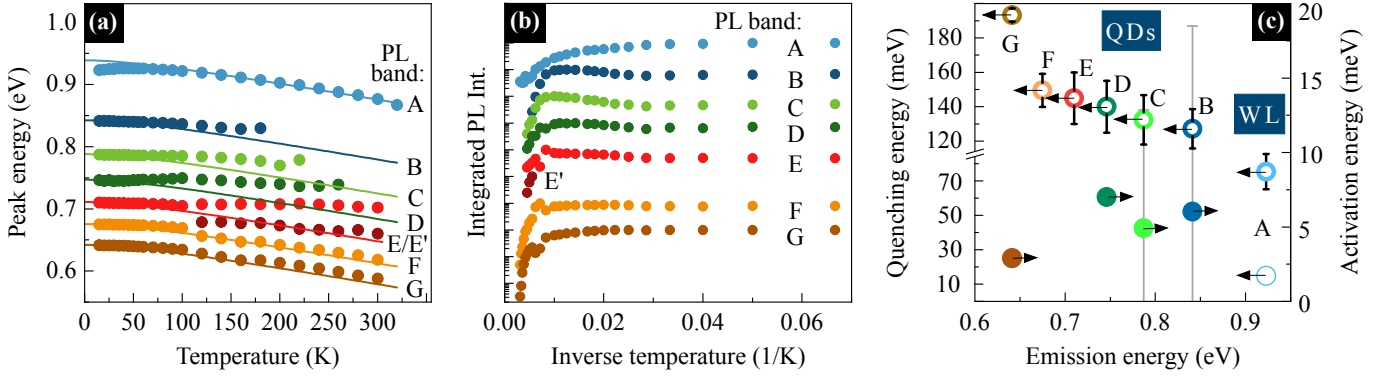 (a)
PL
band:
A
B
C
D
E/E'
F
G
1.0
0.9
0.8
0.7
0.6
Peak energy (eV)
0 50 100 150 200 250
Temperature (K)
(b)
PL band:
A
B
C
D
E
E'
F
G
Integrated PL Int.
0.00 0.02 0.04 0.06
Inverse temperature (1/K)
(c)
QDs
WL
G
F
E
D
C
B
A
180
160
140
120
70
50
30
10
Quenching energy (meV)
20
15
10
5
0
Activation energy (meV)
0.6 0.7 0.8 0.9
Emission energy (eV)